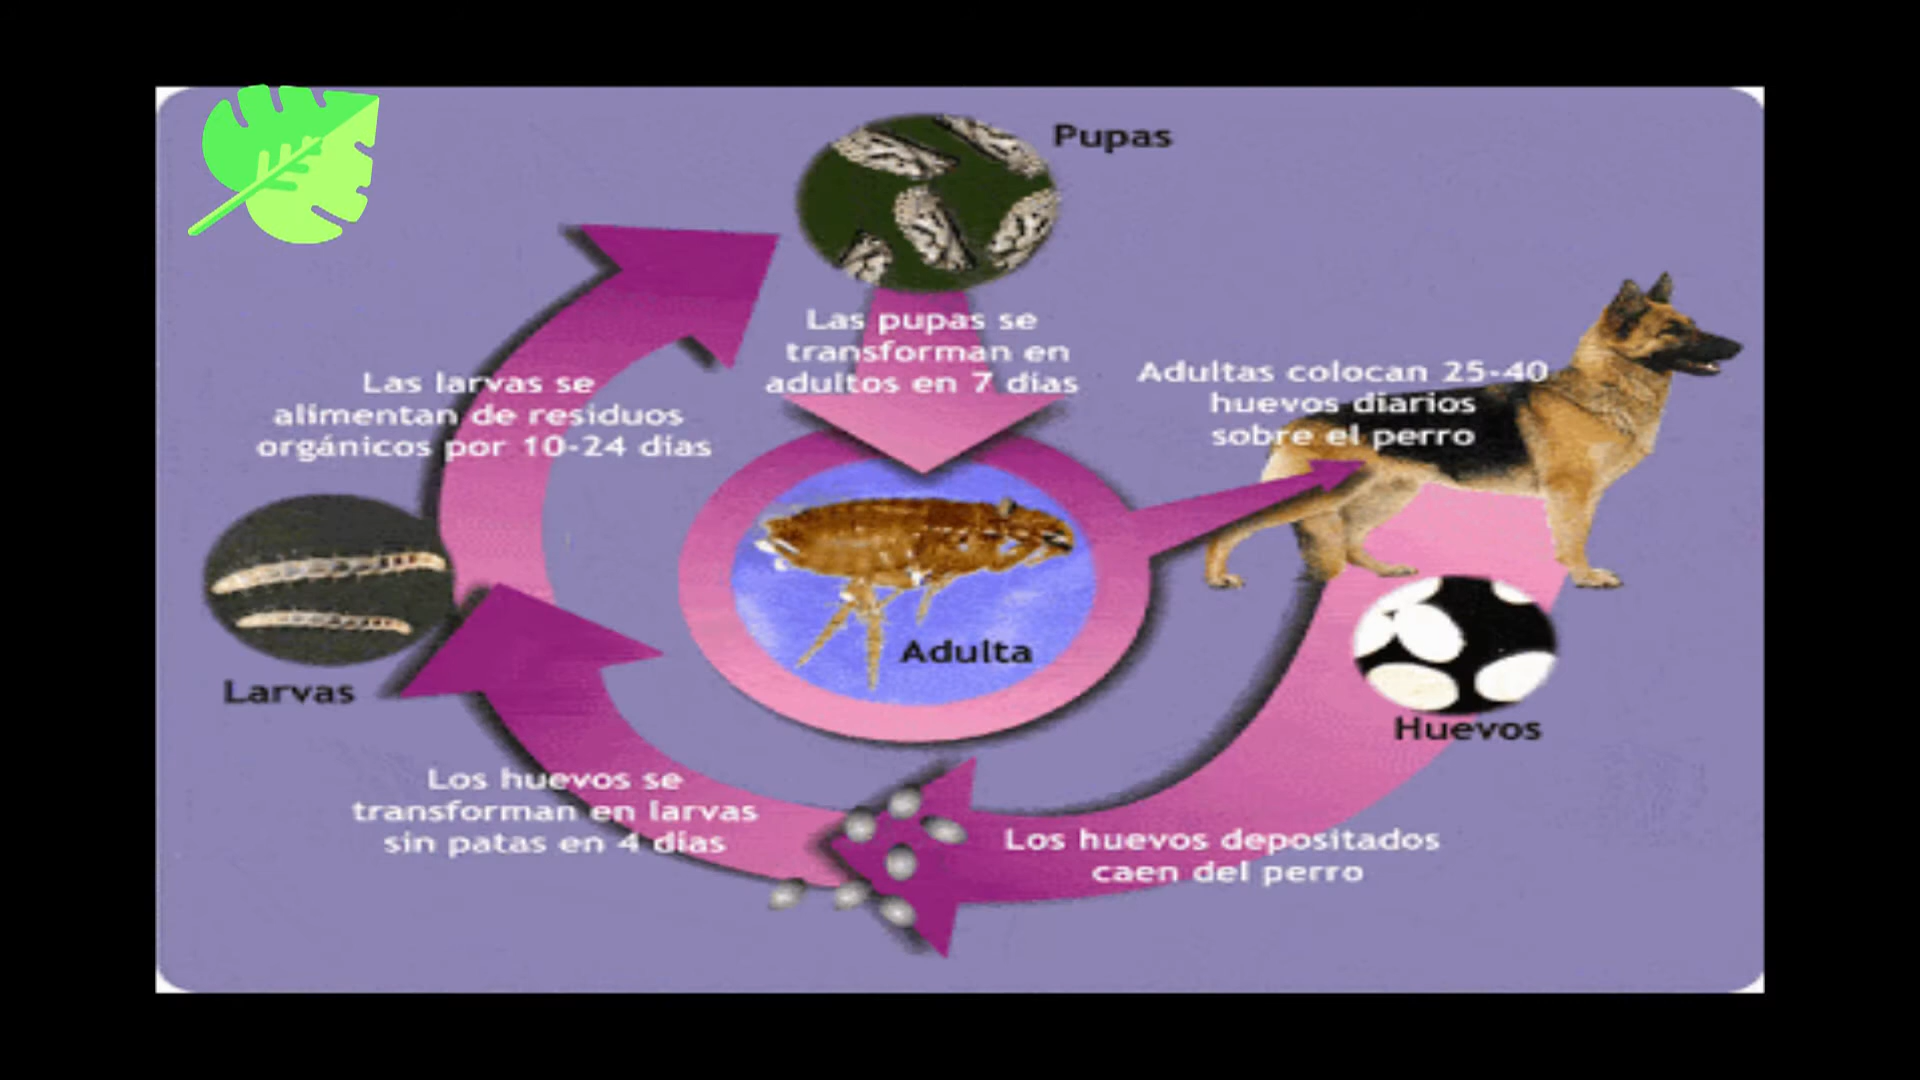 Pupas
Las pupas se
transforman en
adultos en 7 días
Adultas colocan 25-40
huevos diarios
sobre el perro
Las larvas se
alimentan de residuos
orgánicos por 10-24 días
Adulta
Larvas
Huevos
Los huevos se
transforman en larvas
sin patas en 4 días
Los huevos depositados
caen del perro